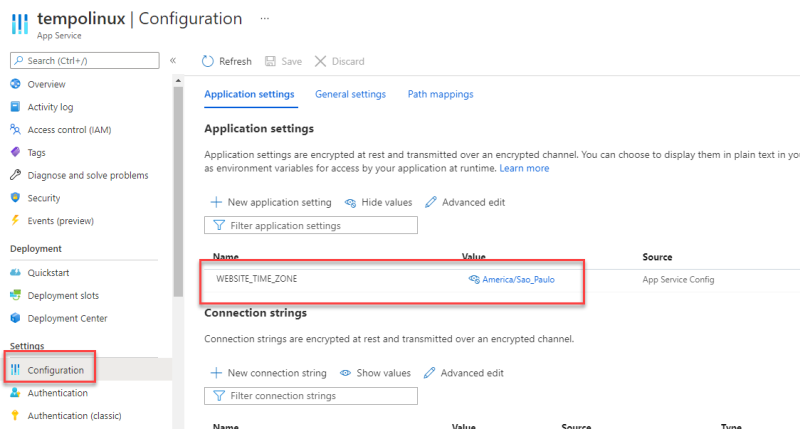 tempolinux | Configuration ...
App Service
Search (Ctrl+/)
«
Refresh
Save
Discard
Overview
Activity log
Access control (IAM)
Tags
Diagnose and solve problems
Security
Events (preview)
Deployment
Quickstart
Deployment slots
Deployment Center
Settings
Configuration
Authentication
Authentication (classic)
Application settings
General settings
Path mappings
Application settings
Application settings are encrypted at rest and transmitted over an encrypted channel. You can choose to display them in plain text in
as environment variables for access by your application at runtime. Learn more
New application setting
Hide values
Advanced edit
Filter application settings
Name Value Source
WEBSITE_TIME_ZONE America/Sao_Paulo App Service Config
Connection strings
Connection strings are encrypted at rest and transmitted over an encrypted channel.
New connection string
Show values
Advanced edit
Filter connection strings
Name Value Source Type